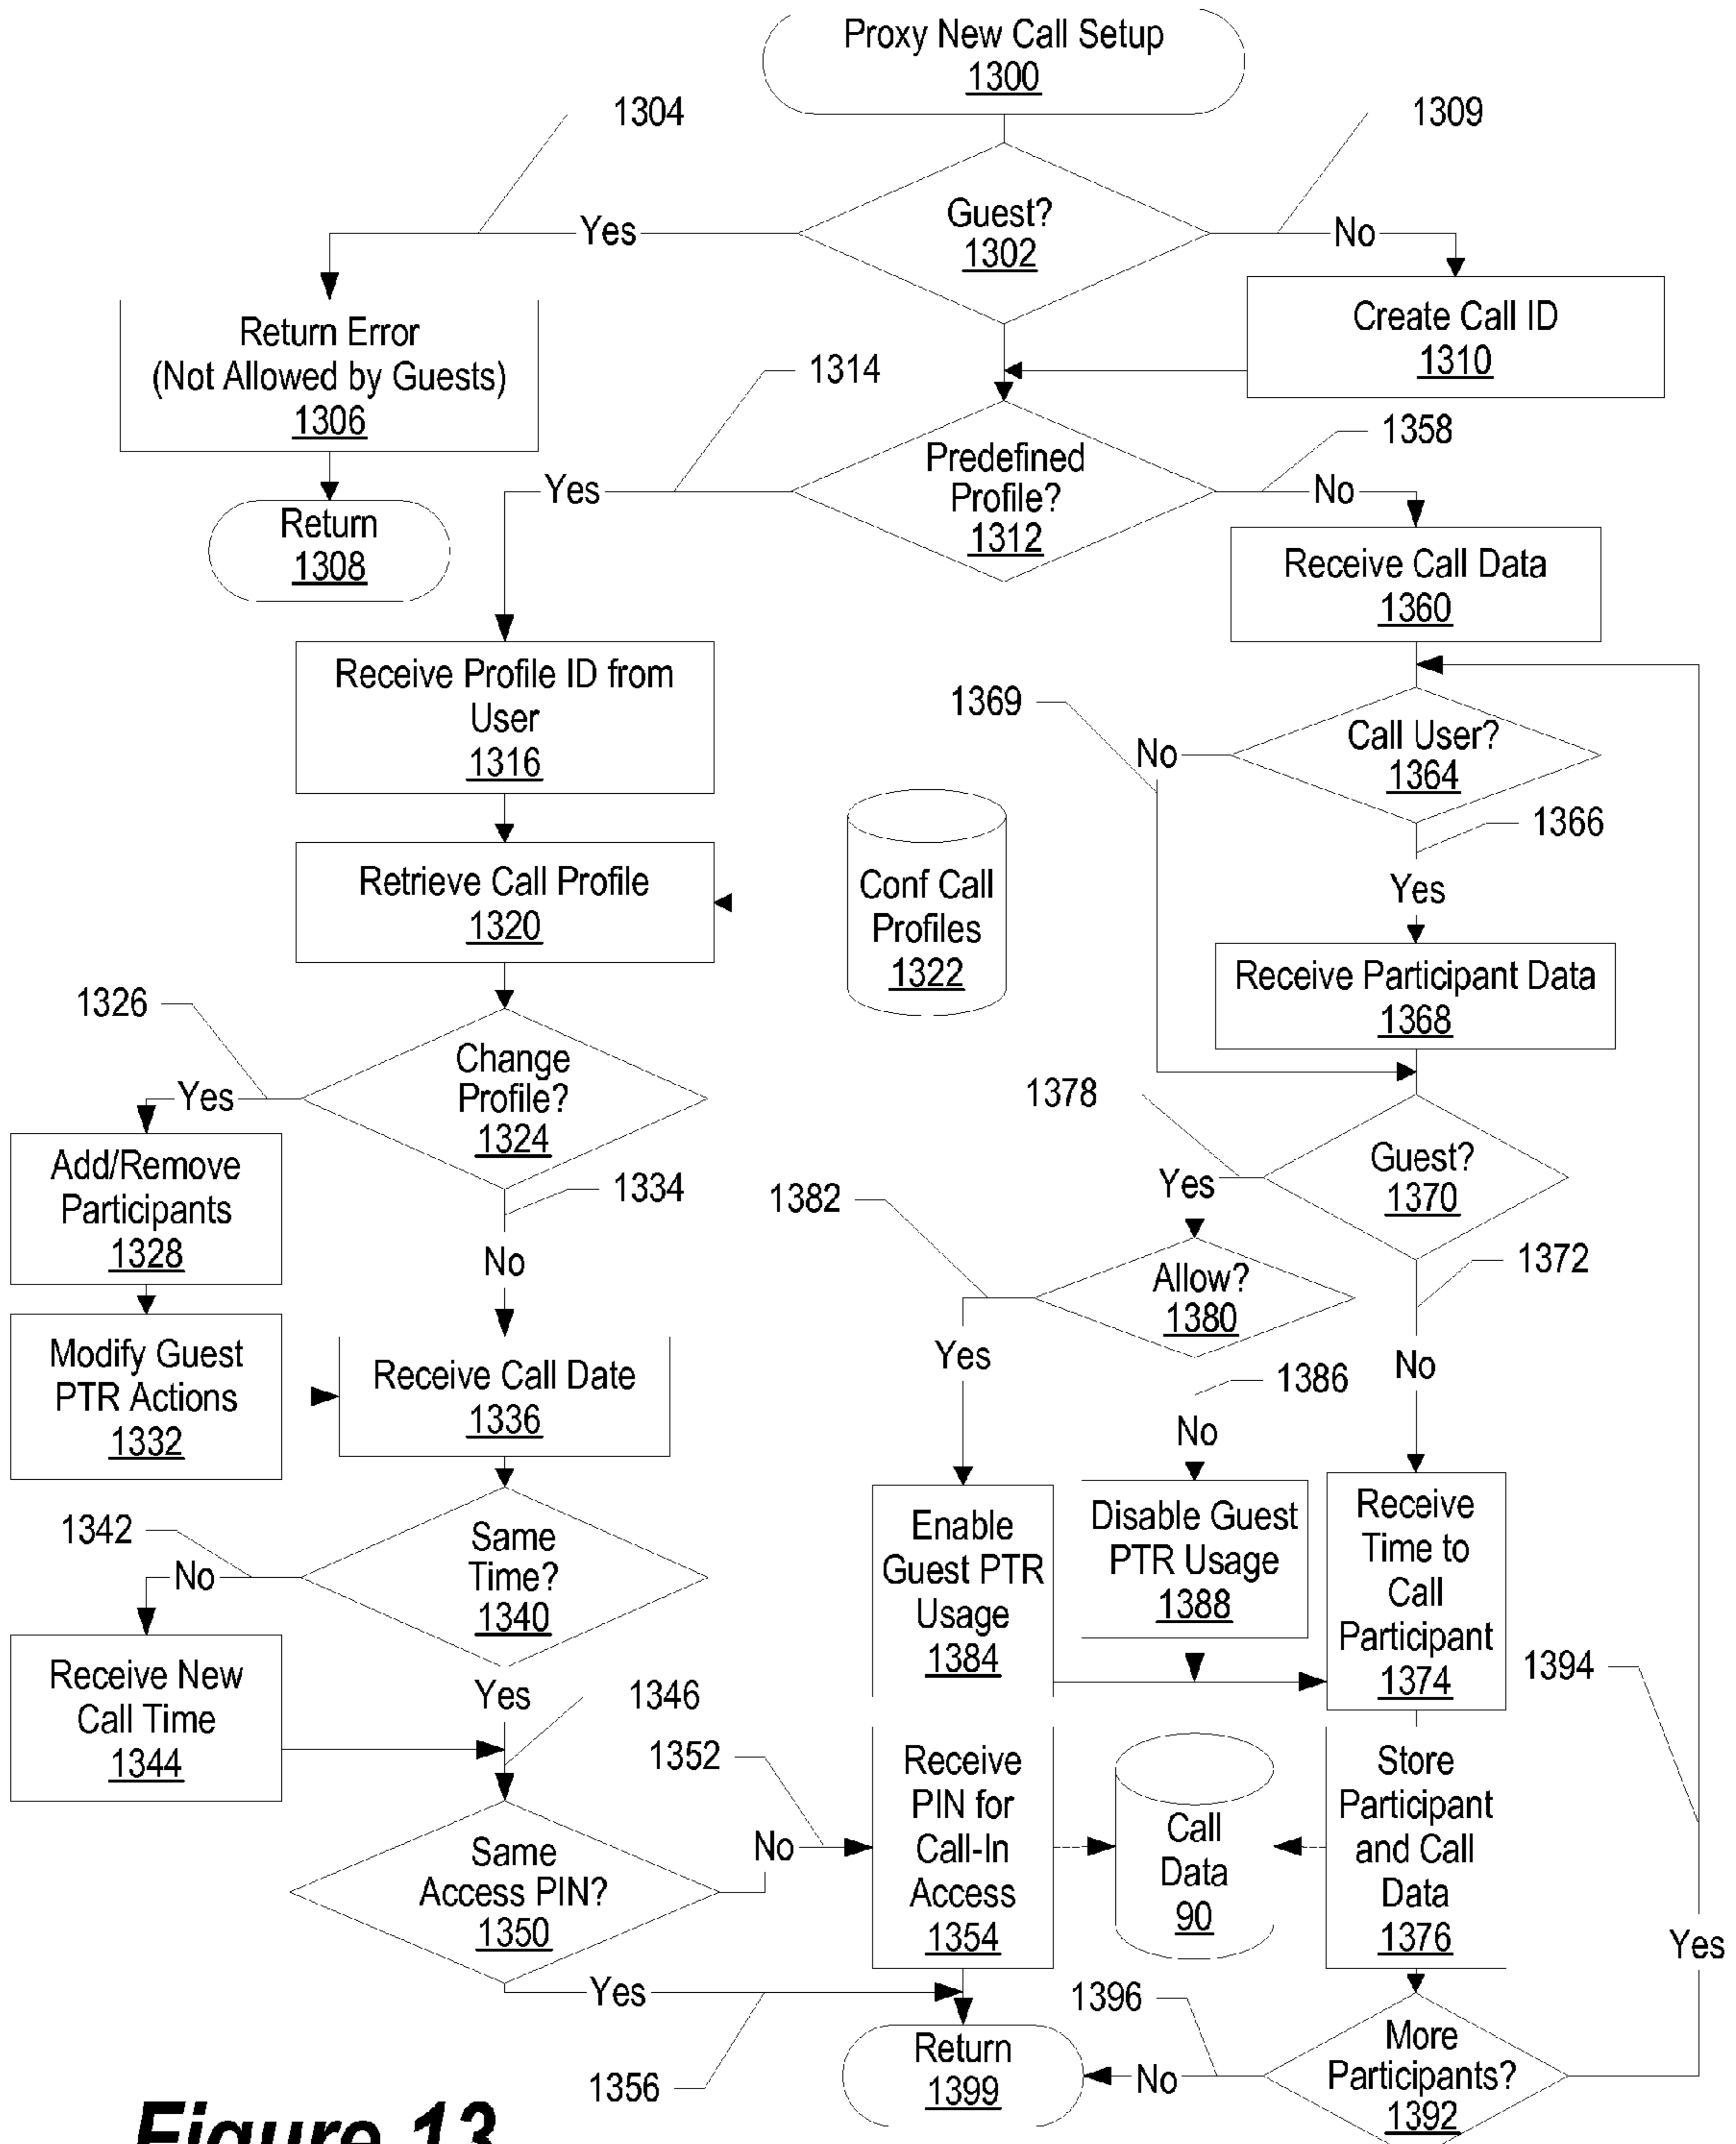 Proxy New Call Setup
1300
1304
1309
Guest?
1302
Yes
No
Return Error
(Not Allowed by Guests)
1306
Create Call ID
1310
1314
1358
Predefined
Profile?
1312
Yes
No
Return
1308
Receive Call Data
1360
Receive Profile ID from
User
1316
1369
No
Call User?
1364
1366
Yes
Retrieve Call Profile
1320
Conf Call
Profiles
1322
Receive Participant Data
1368
1326
Yes
Change
Profile?
1324
1378
Guest?
1370
Yes
Add/Remove
Participants
1328
1334
No
1382
Allow?
1380
1372
No
Yes
1386
No
Modify Guest
PTR Actions
1332
Receive Call Date
1336
1342
No
Same
Time?
1340
Enable
Guest PTR
Usage
1384
Disable Guest
PTR Usage
1388
Receive
Time to
Call
Participant
1374
1394
Receive New
Call Time
1344
Yes
1346
1352
No
Same
Access PIN?
1350
Receive
PIN for
Call-In
Access
1354
Call
Data
90
Store
Participant
and Call
Data
1376
Yes
Yes
1356
1396
Return
1399
No
More
Participants?
1392
Figure 13